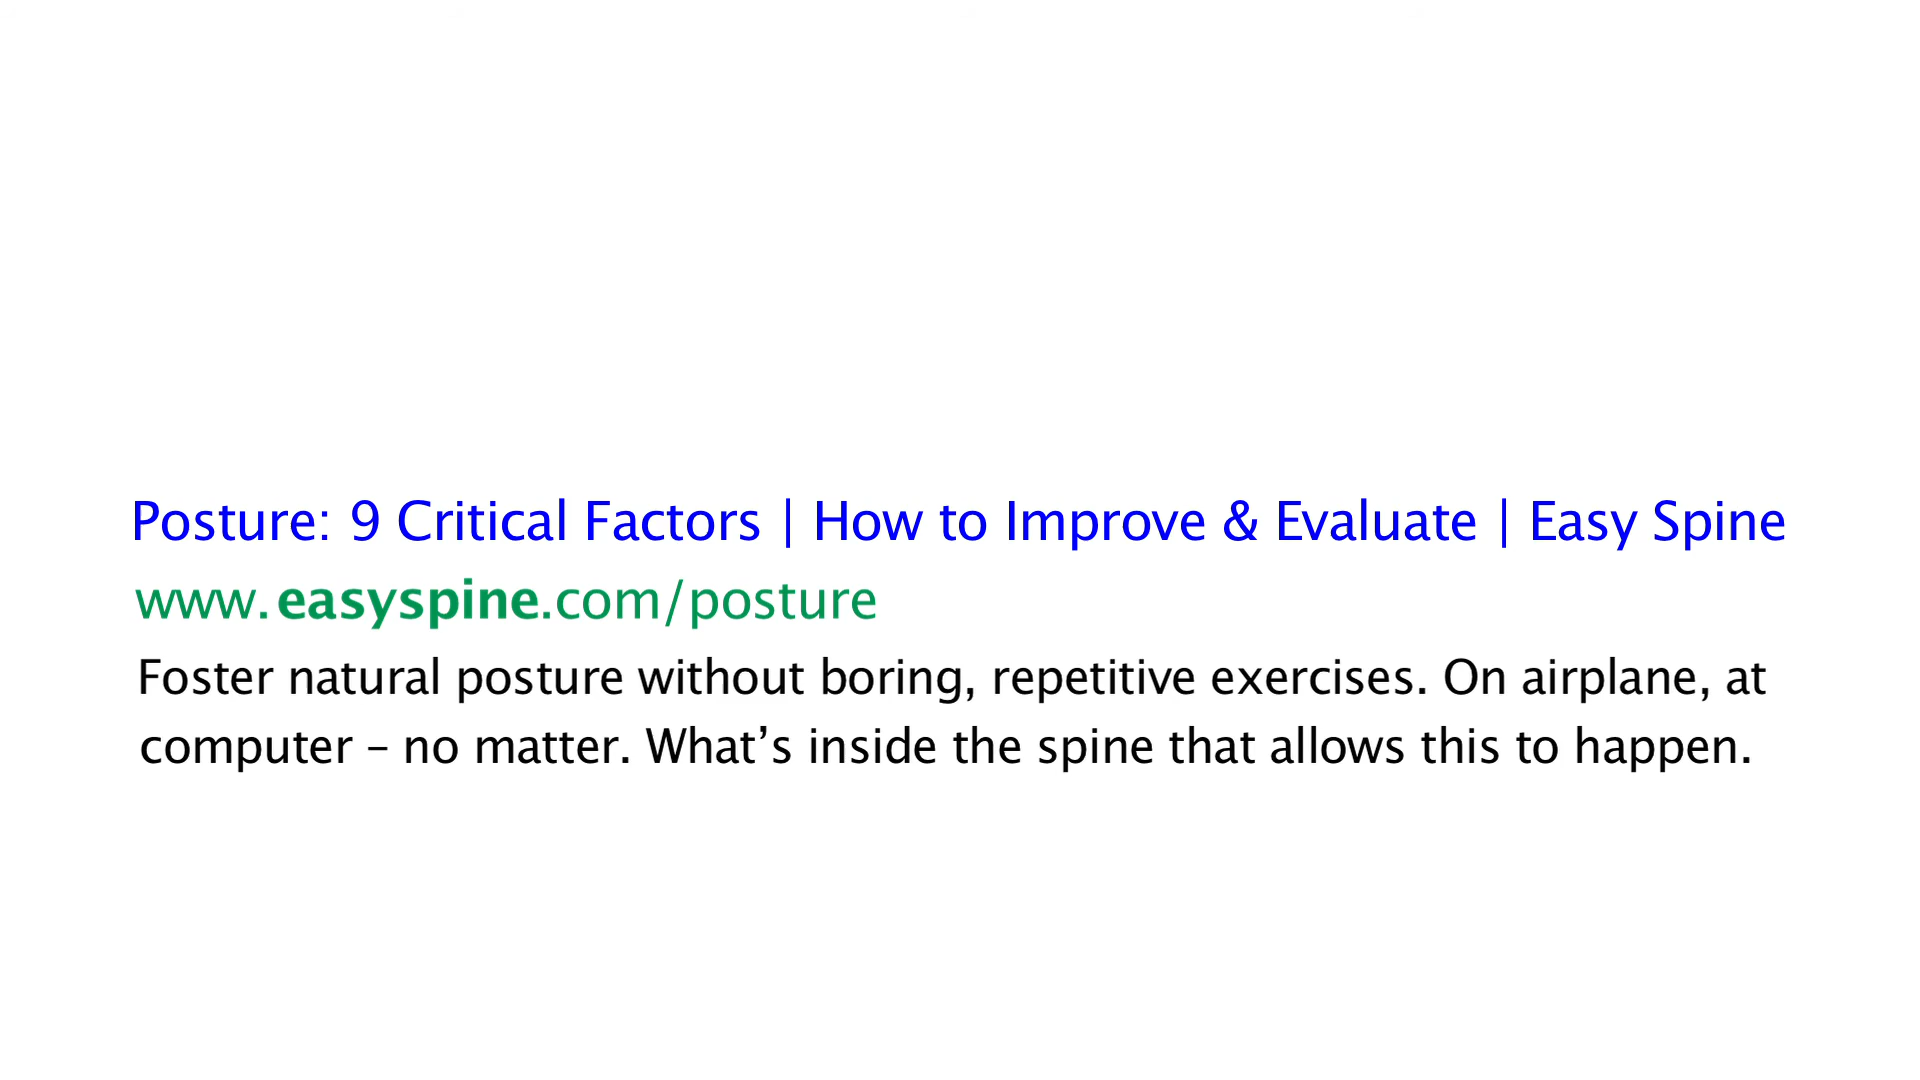 Posture: 9 Critical Factors | How to Improve & Evaluate | Easy Spine
www.easyspine.com/posture
Foster natural posture without boring, repetitive exercises. On airplane, at
computer – no matter. What’s inside the spine that allows this to happen.